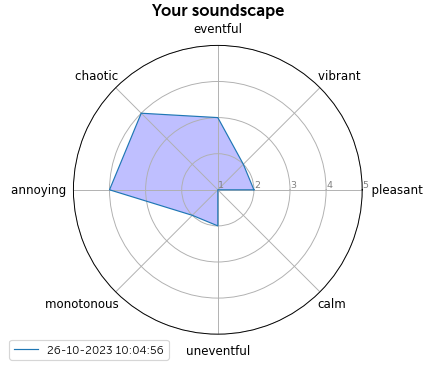 Your soundscape
eventful
chaotic
vibrant
annoying
1 2 3 4 5
pleasant
monotonous
calm
uneventful
26-10-2023 10:04:56